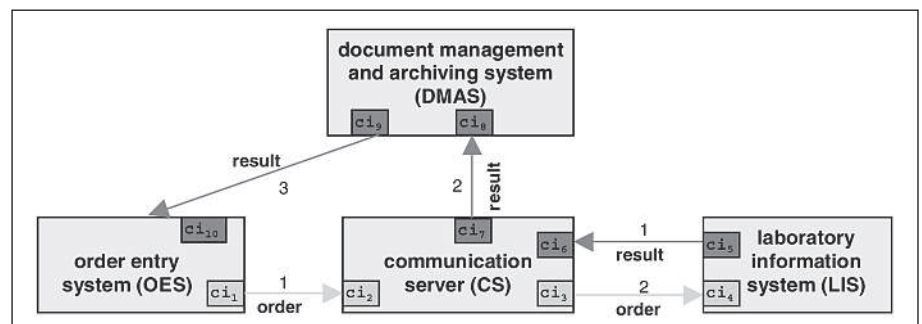 document management
and archiving system
(DMAS)
ci9 ci8
result
3
2
result
ci10
order entry
system (OES)
ci1
1
order
ci7
ci6
communication
server (CS)
ci2
ci3
1
result
2
order
ci5
laboratory
information
system (LIS)
ci4